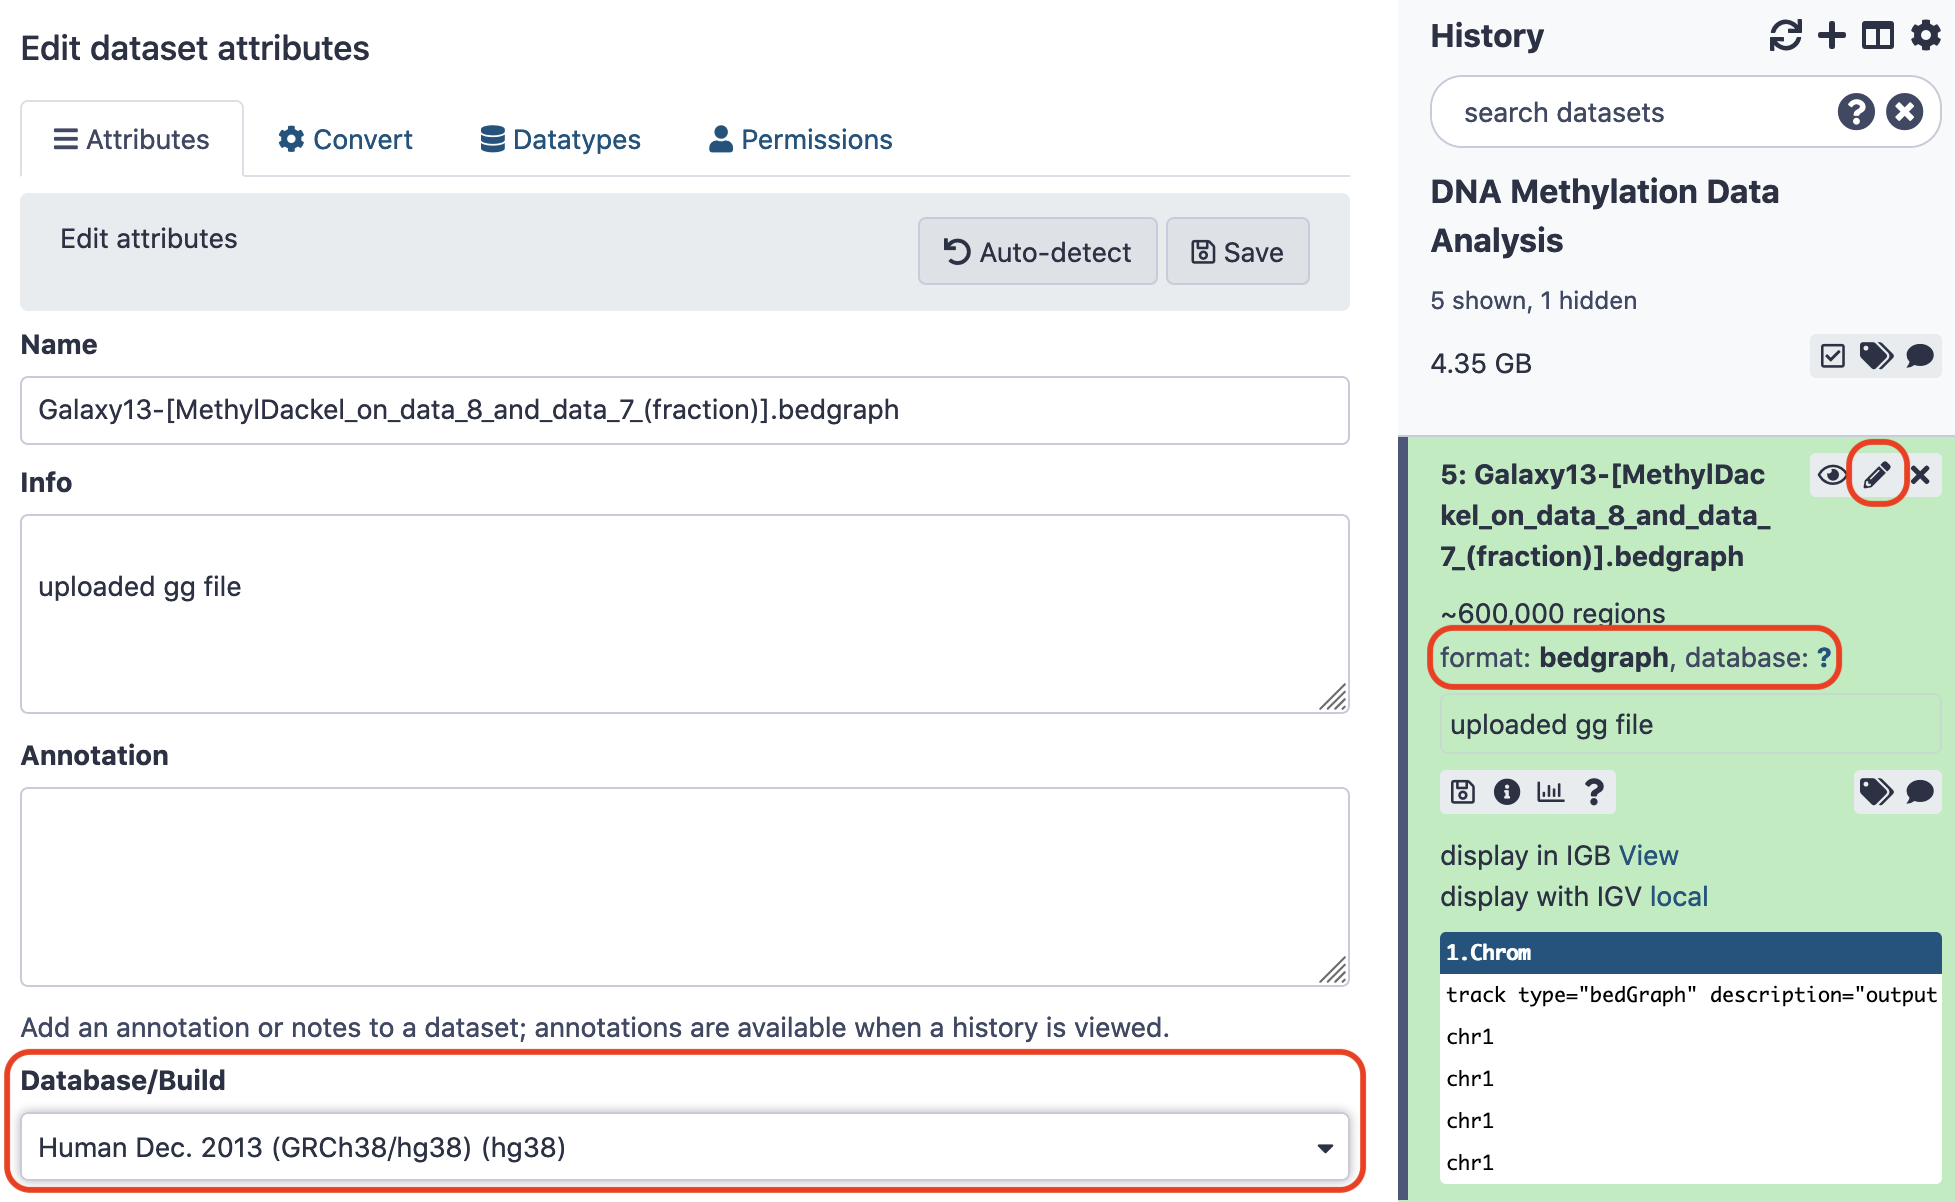 Edit dataset attributes
Attributes
Convert
Datatypes
Permissions
Edit attributes
Auto-detect
Save
Name
Galaxy13-[MethylDackel_on_data_8_and_data_7_(fraction)].bedgraph
Info
uploaded gg file
Annotation
Add an annotation or notes to a dataset; annotations are available when a history is viewed.
Database/Build
Human Dec. 2013 (GRCh38/hg38) (hg38)
History
search datasets
DNA Methylation Data
Analysis
5 shown, 1 hidden
4.35 GB
5: Galaxy13-[MethylDac
kel_on_data_8_and_data_
7_(fraction)].bedgraph
~600,000 regions
format: bedgraph, database: ?
uploaded gg file
display in IGB View
display with IGV local
1.Chrom
track type="bedGraph" description="output
chr1
chr1
chr1
chr1